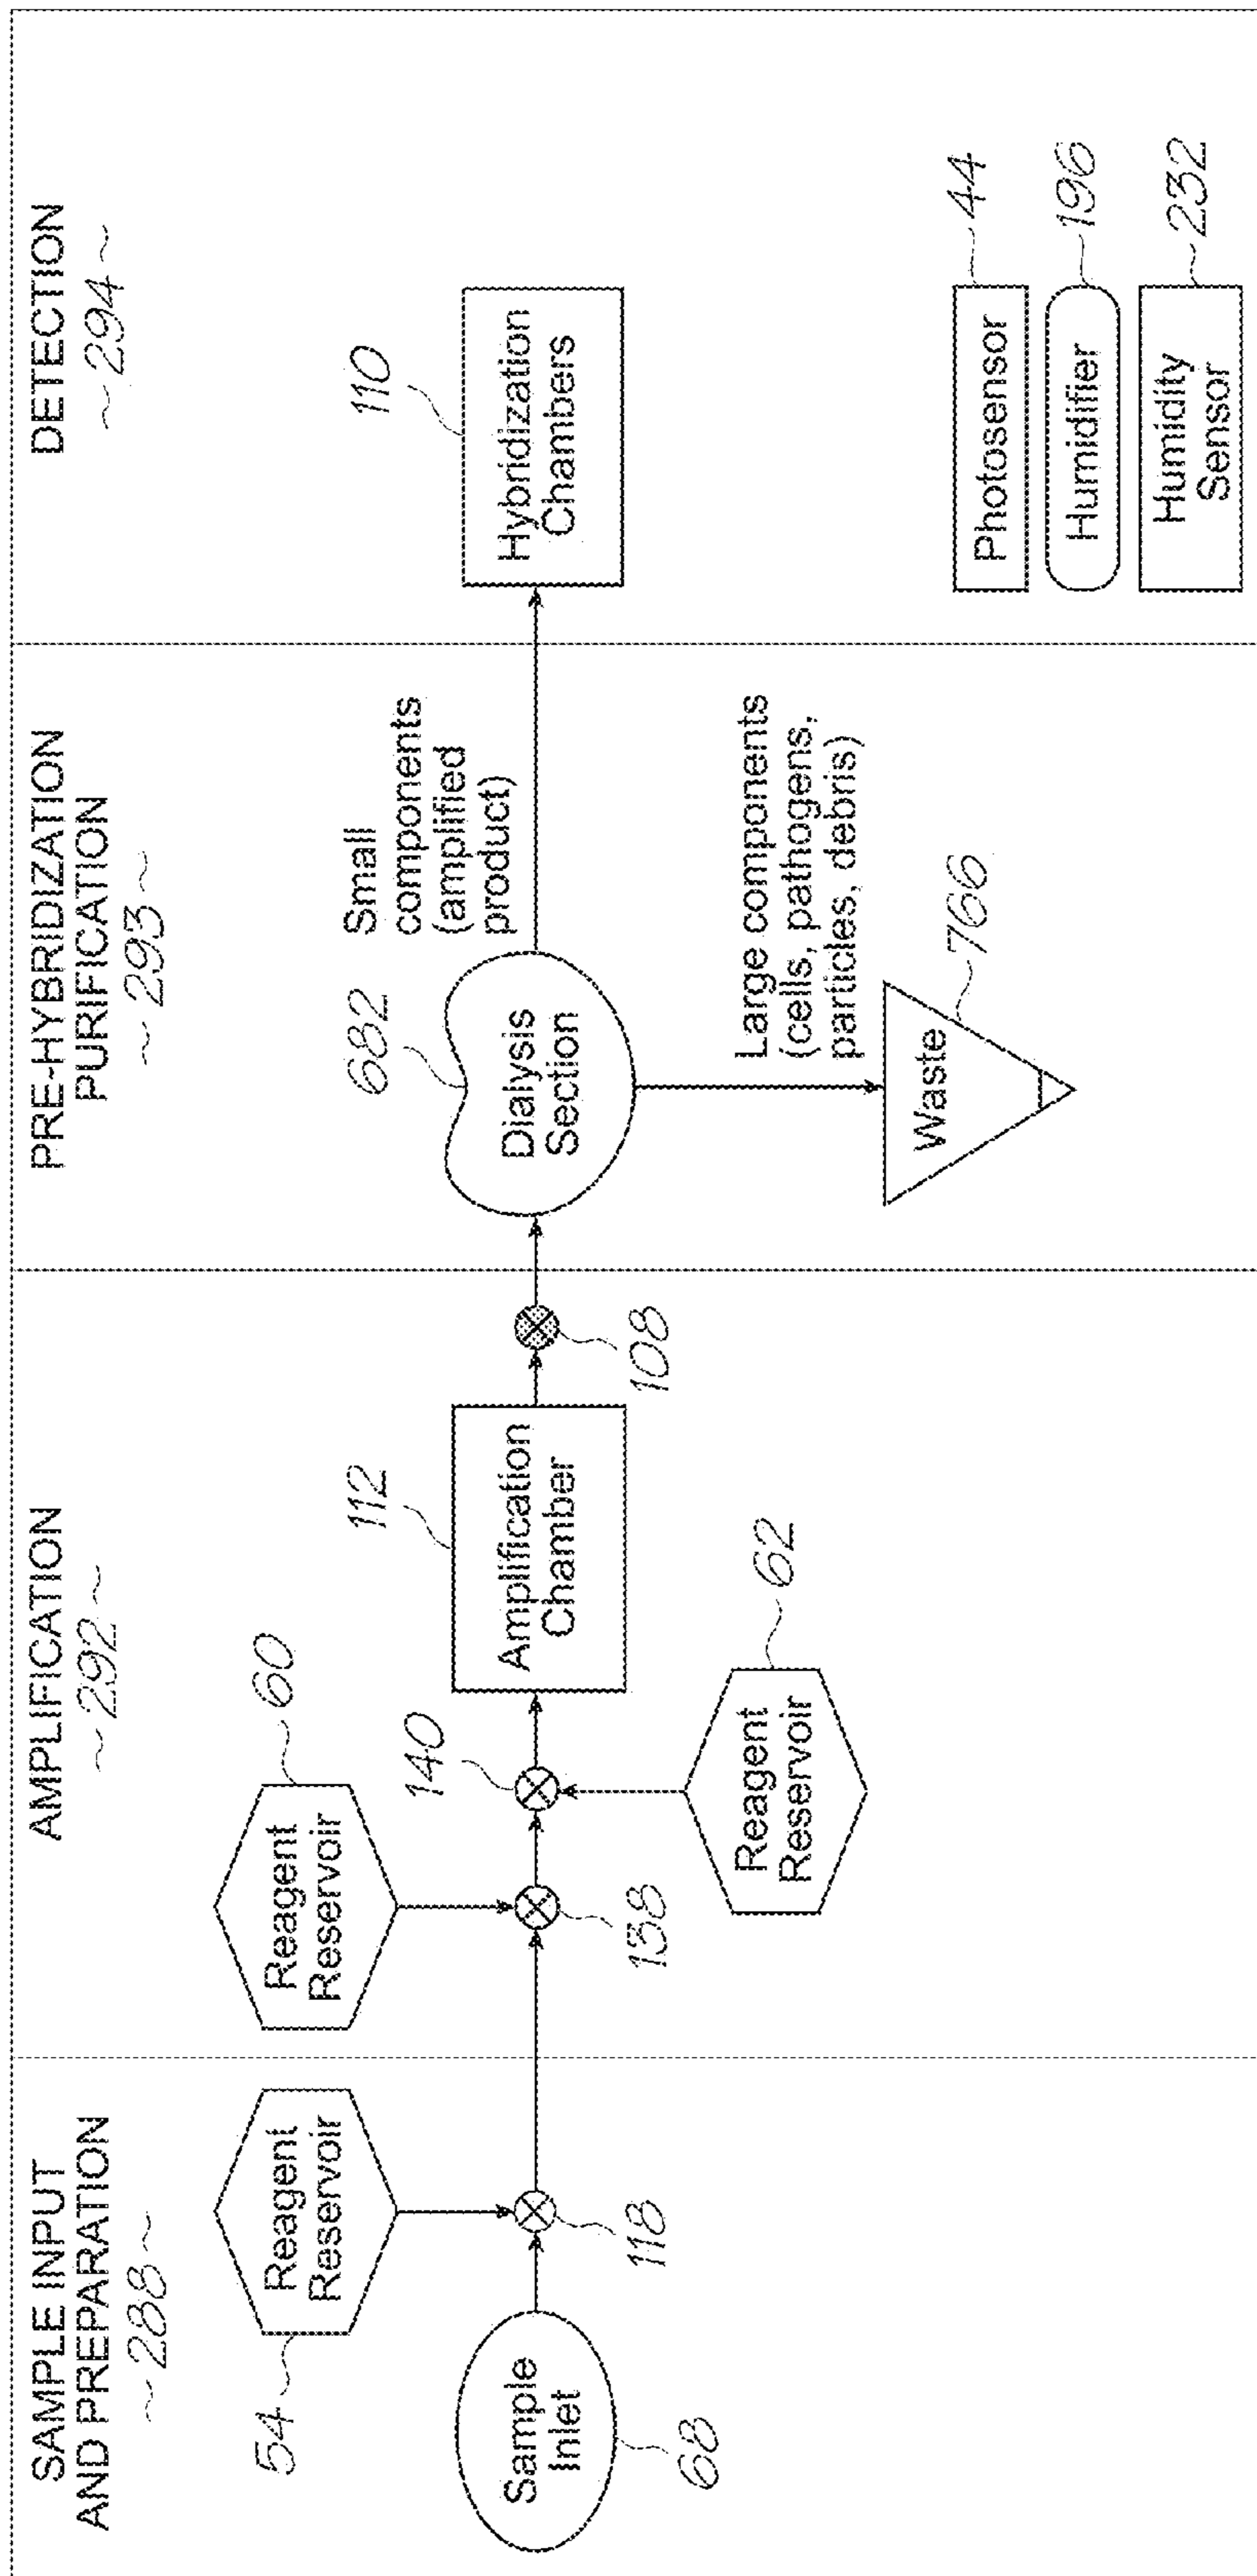 SAMPLE INPUT
AND PREPARATION
~288~
54
Reagent
Reservoir
Sample
Inlet
68
118
AMPLIFICATION
~292~
Reagent
Reservoir
60
138
140
Reagent
Reservoir
62
112
Amplification
Chamber
108
PRE-HYBRIDIZATION
PURIFICATION
~293~
682
Dialysis
Section
Small
components
(amplified
product)
Large components
(cells, pathogens,
particles, debris)
Waste
766
DETECTION
~294~
110
Hybridization
Chambers
Photosensor
44
Humidifier
196
Humidity
Sensor
232